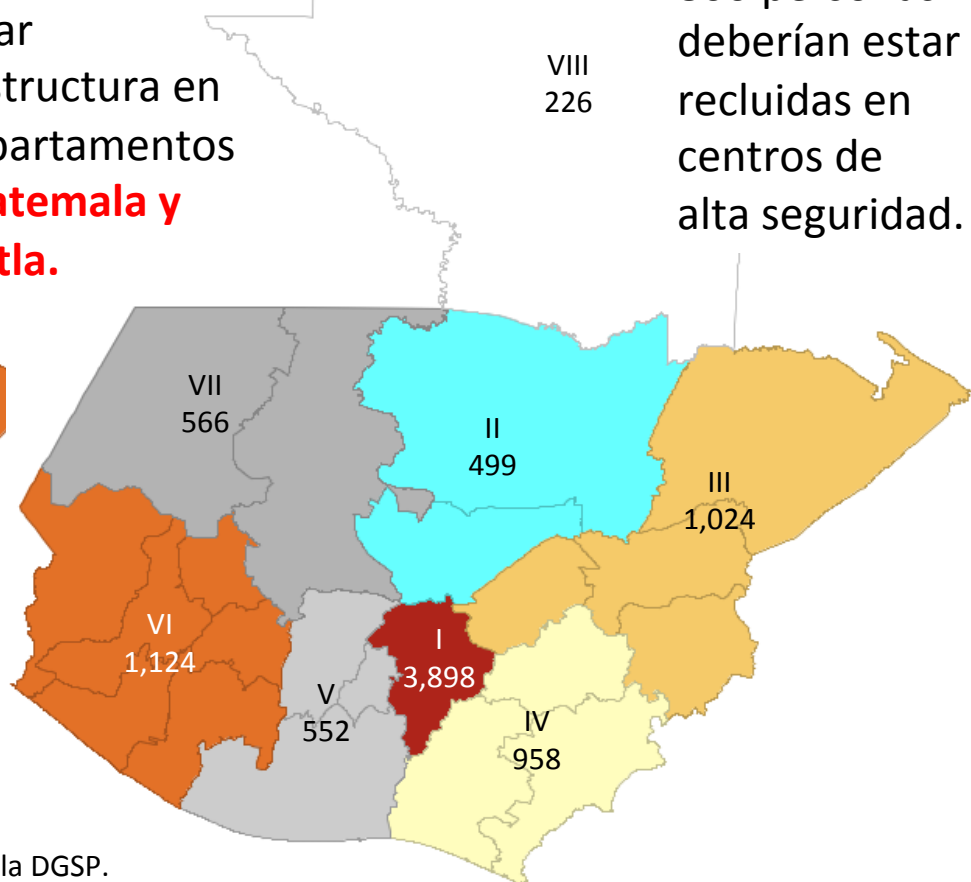 ar
structura en
partamentos
atemala y
tla.
VIII
226
deberían estar
recluidas en
centros de
alta seguridad.
VII
566
II
499
III
1,024
VI
1,124
I
3,898
V
552
IV
958
la DGSP.